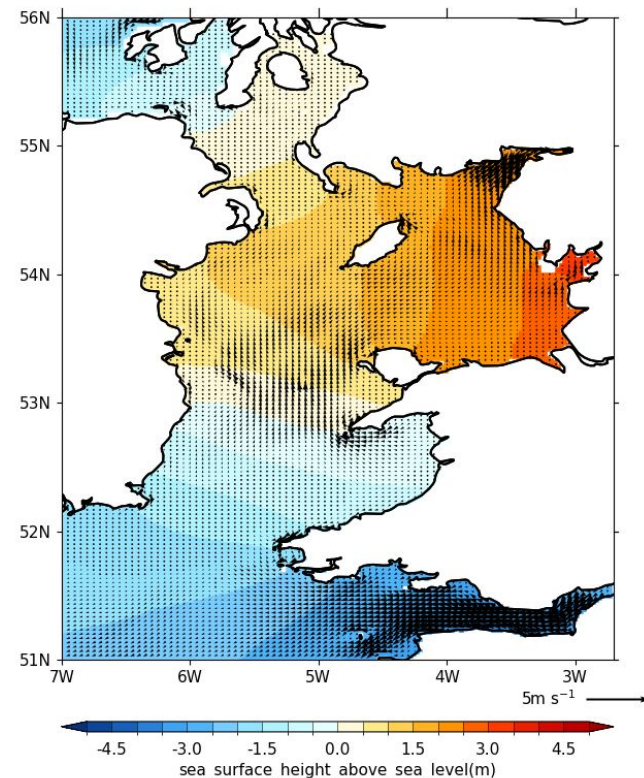 56N
55N
54N
53N
52N
51N
7W 6W 5W 4W 3W
5m s⁻¹
-4.5 -3.0 -1.5 0.0 1.5 3.0 4.5
sea surface height above sea level(m)